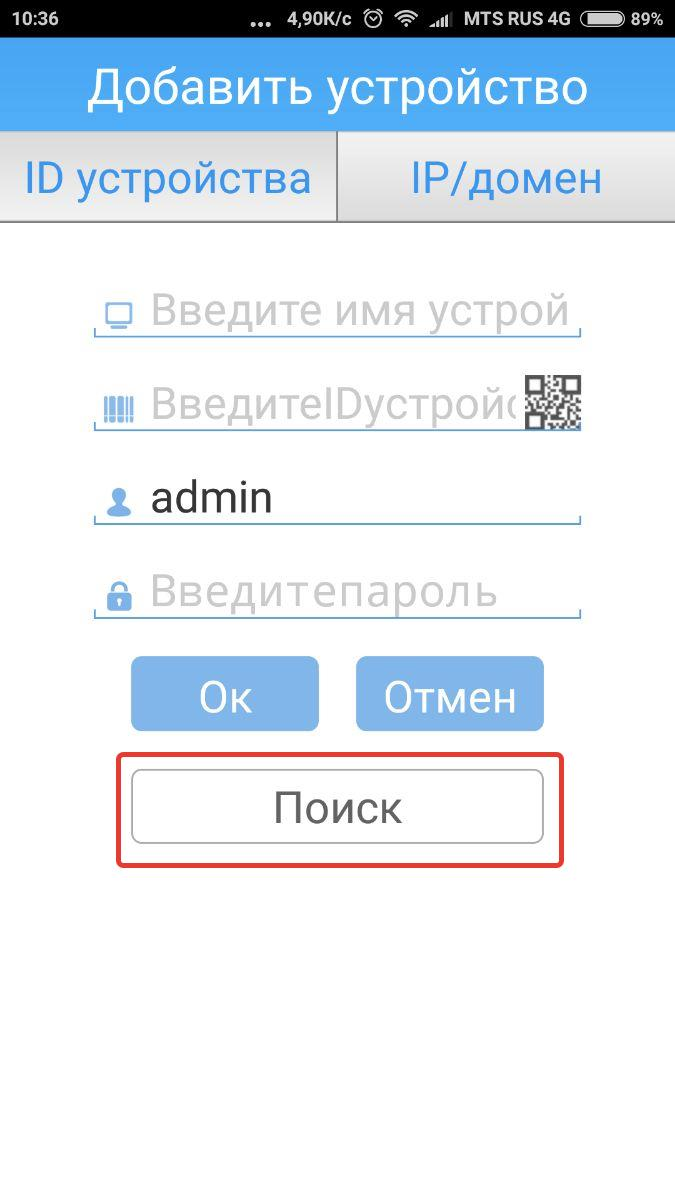 10:36 ... 4,90К/с MTS RUS 4G 89%
Добавить устройство
ID устройства IP/домен
Введите имя устрой
ВведитеIDустройс
admin
Введитепароль
Ок Отмен
Поиск